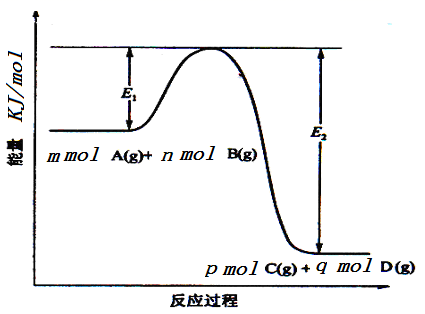 能量 KJ/mol
E1
E2
m mol A(g)+ n mol B(g)
p mol C(g) + q mol D(g)
反应过程